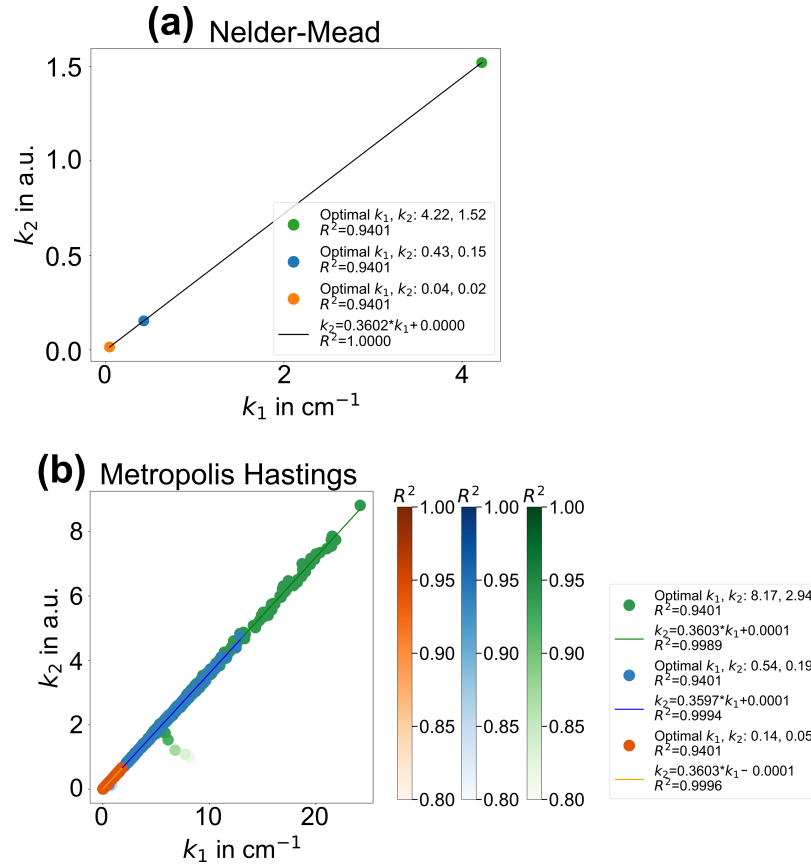 (a) Nelder-Mead
1.5
1.0
0.5
0.0
k₂ in a.u.
Optimal k₁, k₂: 4.22, 1.52
R²=0.9401
Optimal k₁, k₂: 0.43, 0.15
R²=0.9401
Optimal k₁, k₂: 0.04, 0.02
R²=0.9401
k₂=0.3602*k₁+0.0000
R²=1.0000
0 2 4
k₁ in cm⁻¹
(b) Metropolis Hastings
8
6
4
2
0
k₂ in a.u.
0 10 20
k₁ in cm⁻¹
R² R² R²
1.00 1.00 1.00
0.95 0.95 0.95
0.90 0.90 0.90
0.85 0.85 0.85
0.80 0.80 0.80
Optimal k₁, k₂: 8.17, 2.94
R²=0.9401
k₂=0.3603*k₁+0.0001
R²=0.9989
Optimal k₁, k₂: 0.54, 0.19
R²=0.9401
k₂=0.3597*k₁+0.0001
R²=0.9994
Optimal k₁, k₂: 0.14, 0.05
R²=0.9401
k₂=0.3603*k₁− 0.0001
R²=0.9996